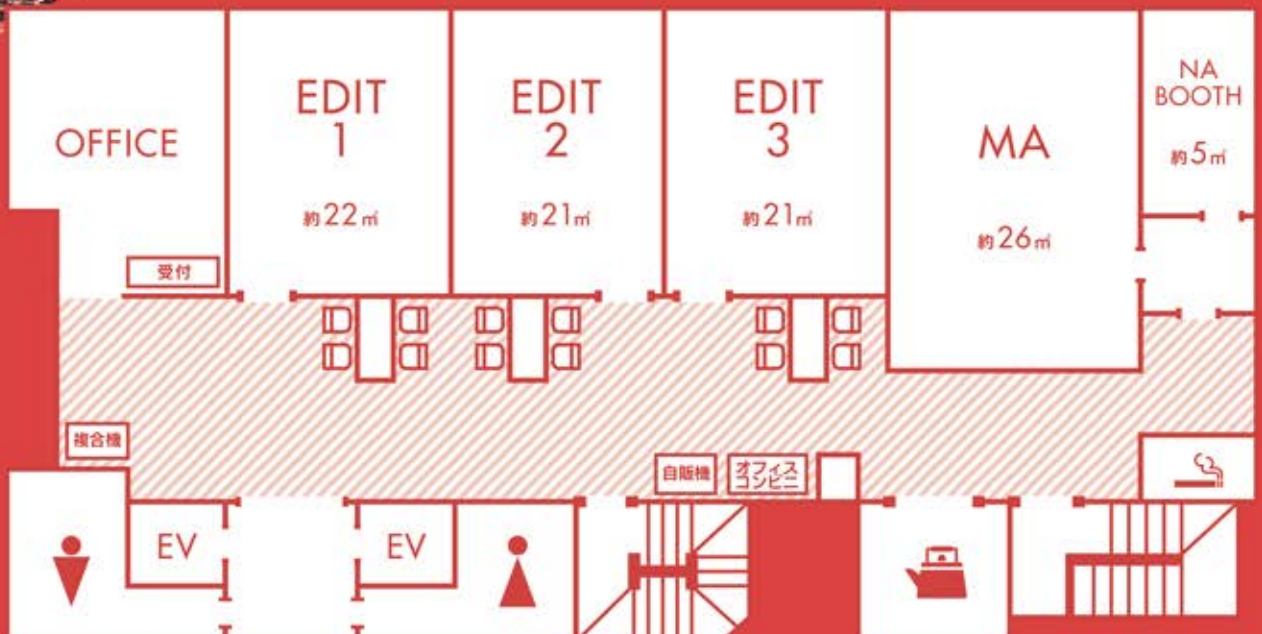 OFFICE
受付
EDIT
1
約22㎡
EDIT
2
約21㎡
EDIT
3
約21㎡
MA
約26㎡
NA
BOOTH
約5㎡
複合機
自販機
オフィス
コンビニ
EV
EV